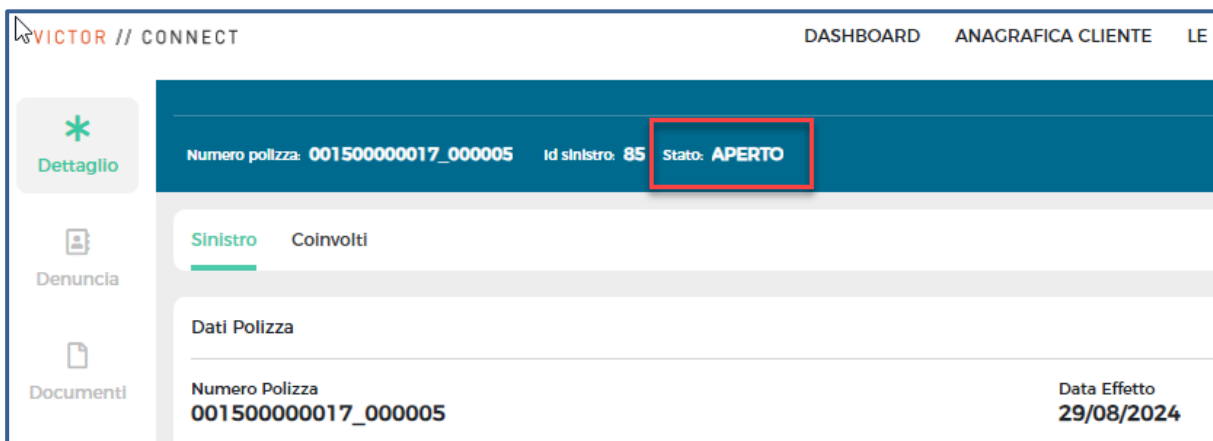 VICTOR // CONNECT DASHBOARD ANAGRAFICA CLIENTE LE
Dettaglio
Numero polizza: 001500000017_000005 Id sinistro: 85 Stato: APERTO
Sinistro Coinvolti
Denuncia
Dati Polizza
Documenti
Numero Polizza Data Effetto
001500000017_000005 29/08/2024